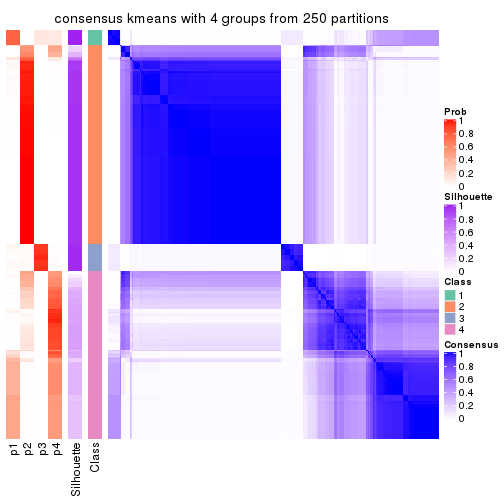 consensus kmeans with 4 groups from 250 partitions
Prob
1
0.8
0.6
0.4
0.2
0
Silhouette
1
0.8
0.6
0.4
0.2
0
Class
1
2
3
4
Consensus
1
0.8
0.6
0.4
0.2
0
p1
p2
p3
p4
Silhouette
Class